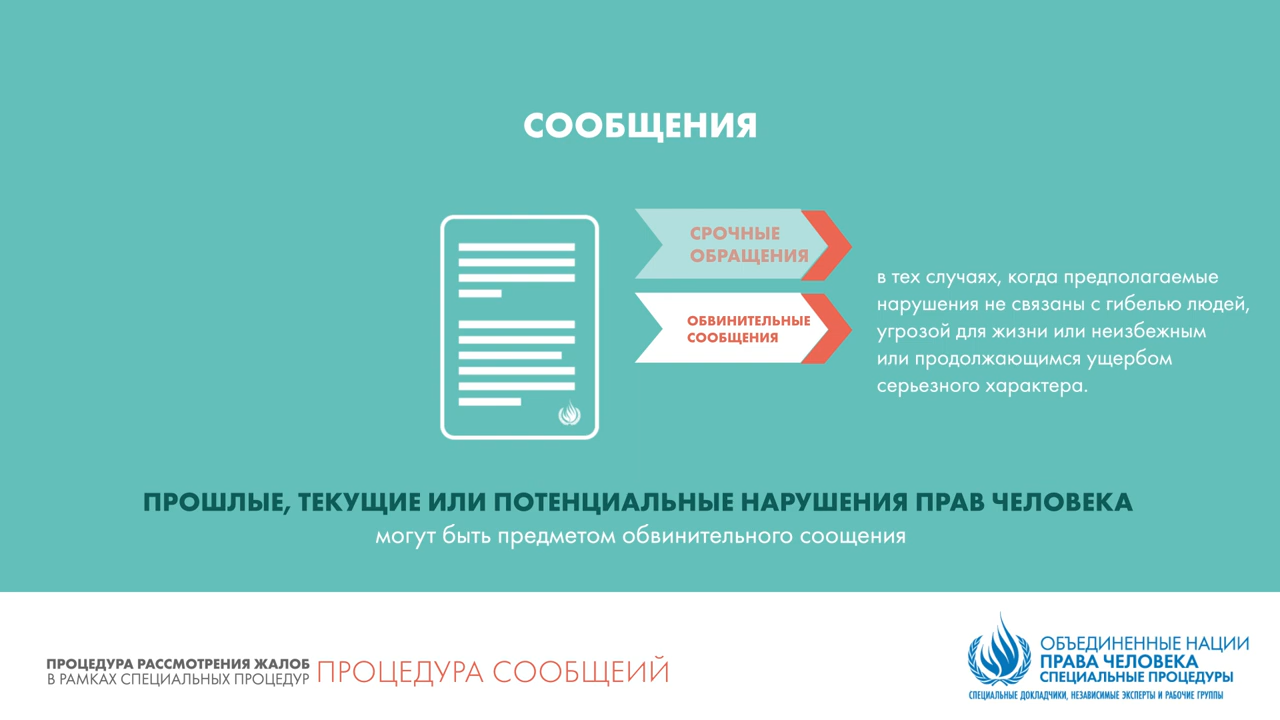 СООБЩЕНИЯ
СРОЧНЫЕ
ОБРАЩЕНИЯ
ОБВИНИТЕЛЬНЫЕ
СООБЩЕНИЯ
в тех случаях, когда предполагаемые
нарушения не связаны с гибелью людей,
угрозой для жизни или неизбежным
или продолжающимся ущербом
серьезного характера.
ПРОШЛЫЕ, ТЕКУЩИЕ ИЛИ ПОТЕНЦИАЛЬНЫЕ НАРУШЕНИЯ ПРАВ ЧЕЛОВЕКА
могут быть предметом обвинительного соощения
ПРОЦЕДУРА РАССМОТРЕНИЯ ЖАЛОБ
В РАМКАХ СПЕЦИАЛЬНЫХ ПРОЦЕДУР
ПРОЦЕДУРА СООБЩЕИЙ
ОБЪЕДИНЕННЫЕ НАЦИИ
ПРАВА ЧЕЛОВЕКА
СПЕЦИАЛЬНЫЕ ПРОЦЕДУРЫ
СПЕЦИАЛЬНЫЕ ДОКЛАДЧИКИ, НЕЗАВИСИМЫЕ ЭКСПЕРТЫ И РАБОЧИЕ ГРУППЫ